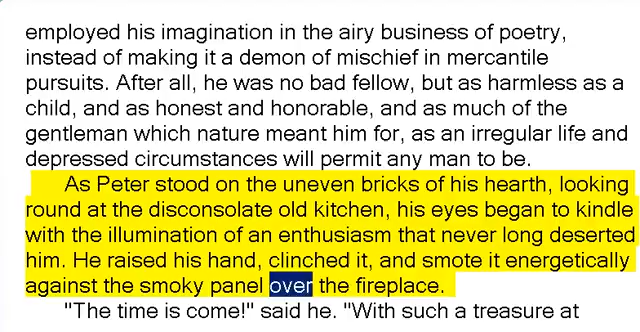 employed his imagination in the airy business of poetry,
instead of making it a demon of mischief in mercantile
pursuits. After all, he was no bad fellow, but as harmless as a
child, and as honest and honorable, and as much of the
gentleman which nature meant him for, as an irregular life and
depressed circumstances will permit any man to be.
As Peter stood on the uneven bricks of his hearth, looking
round at the disconsolate old kitchen, his eyes began to kindle
with the illumination of an enthusiasm that never long deserted
him. He raised his hand, clinched it, and smote it energetically
against the smoky panel over the fireplace.
"The time is come!" said he. "With such a treasure at